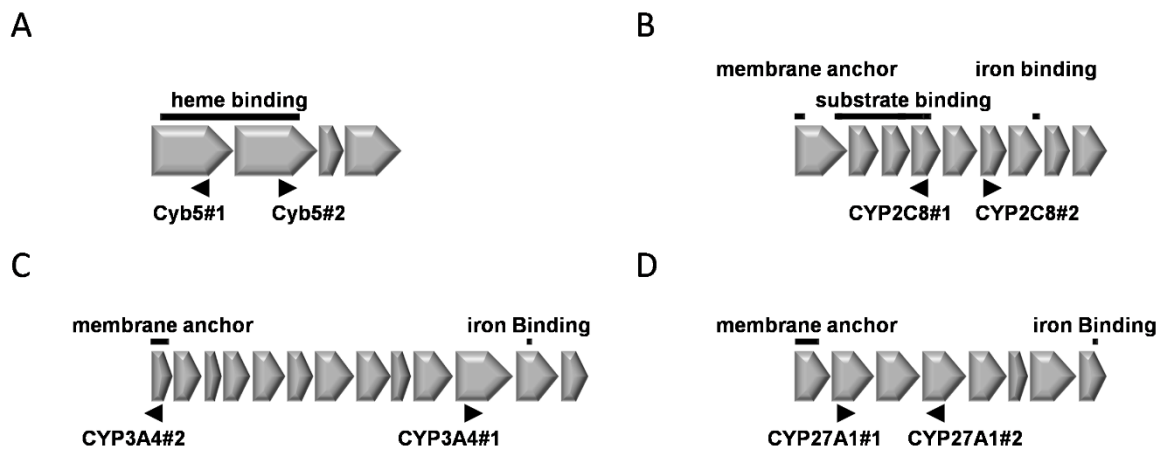 A
heme binding
Cyb5#1
Cyb5#2
B
membrane anchor
iron binding
substrate binding
CYP2C8#1
CYP2C8#2
C
membrane anchor
iron Binding
CYP3A4#2
CYP3A4#1
D
membrane anchor
iron Binding
CYP27A1#1
CYP27A1#2